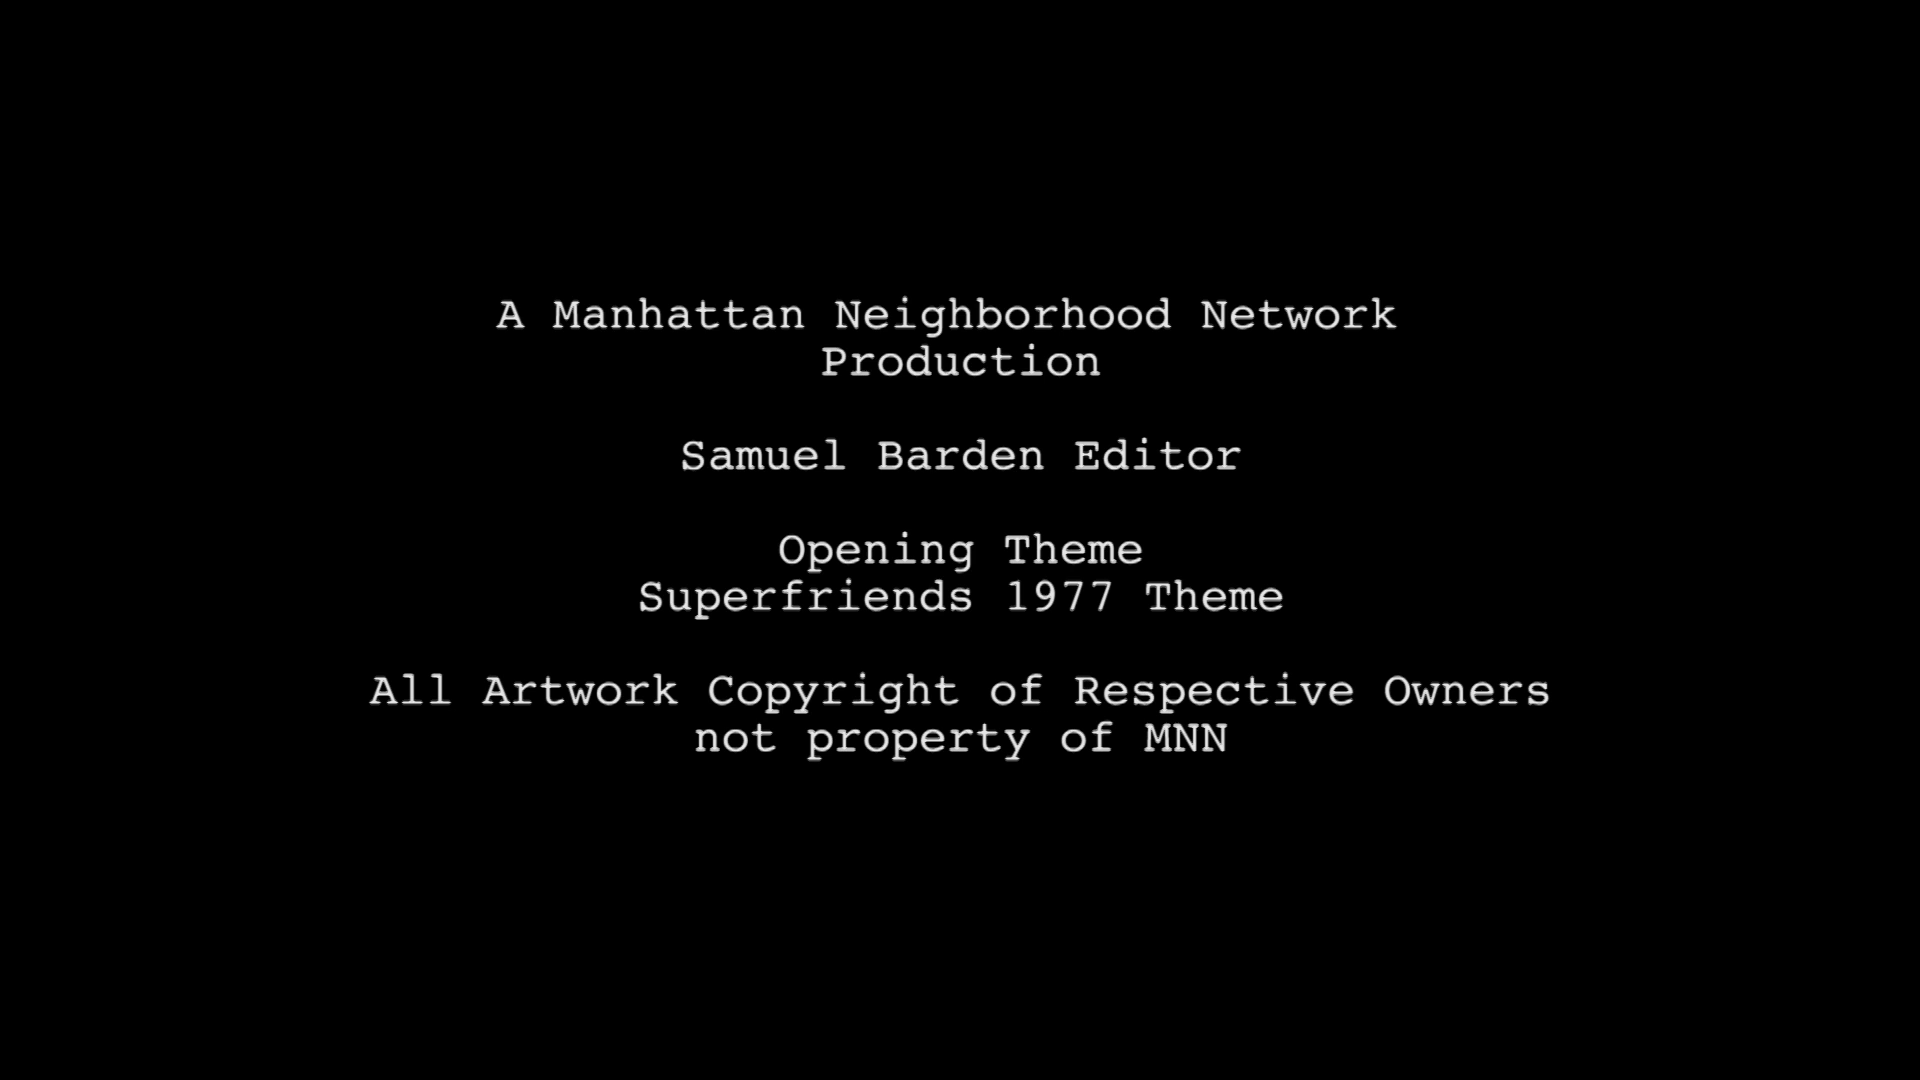 A Manhattan Neighborhood Network
Production
Samuel Barden Editor
Opening Theme
Superfriends 1977 Theme
All Artwork Copyright of Respective Owners
not property of MNN